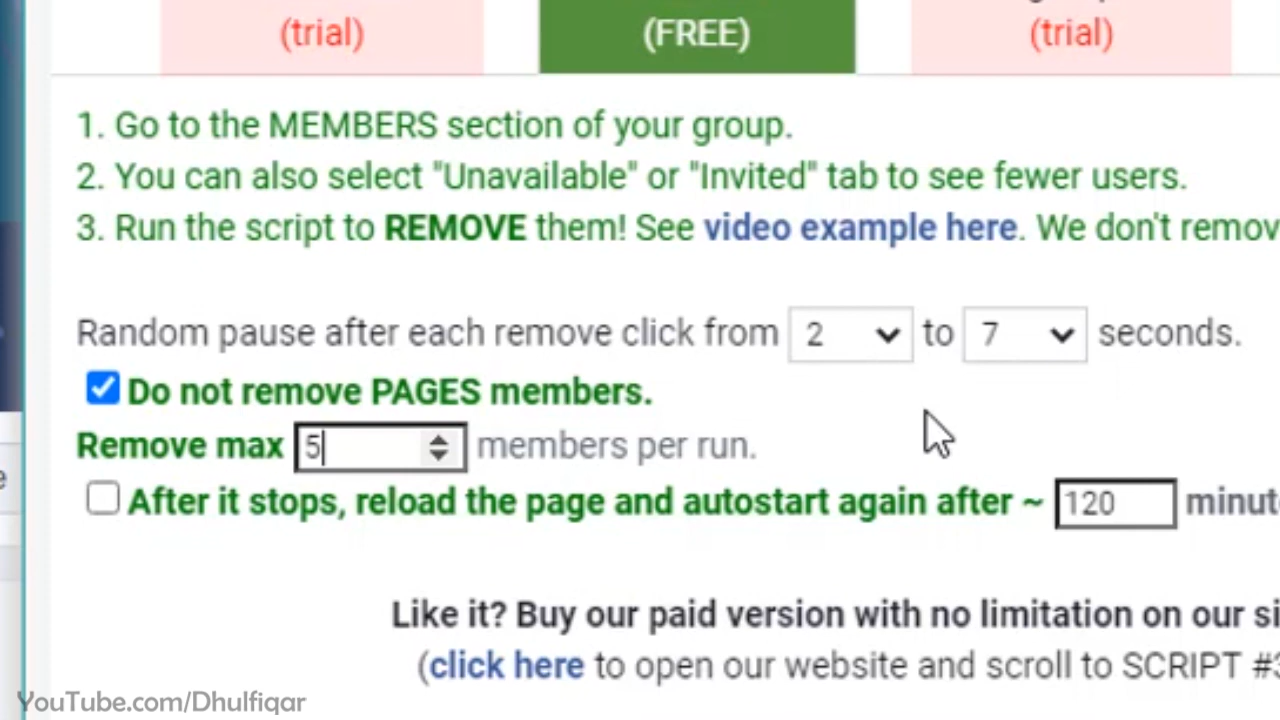 (trial)
(FREE)
(trial)
1. Go to the MEMBERS section of your group.
2. You can also select "Unavailable" or "Invited" tab to see fewer users.
3. Run the script to REMOVE them! See video example here. We don't remov
Random pause after each remove click from 2 to 7 seconds.
Do not remove PAGES members.
Remove max 5 members per run.
After it stops, reload the page and autostart again after ~ 120 minut
Like it? Buy our paid version with no limitation on our si
(click here to open our website and scroll to SCRIPT #3
YouTube.com/Dhulfiqar